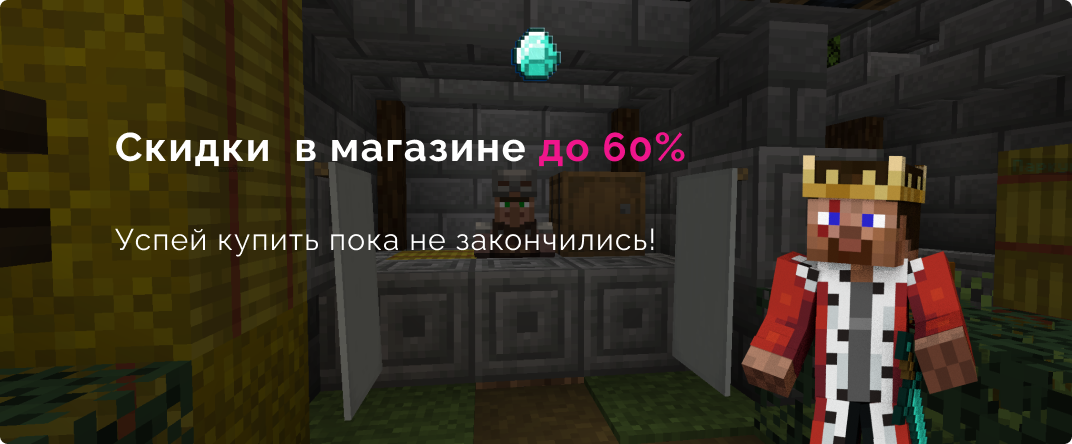 Скидки в магазине до 60%
Успей купить пока не закончились!